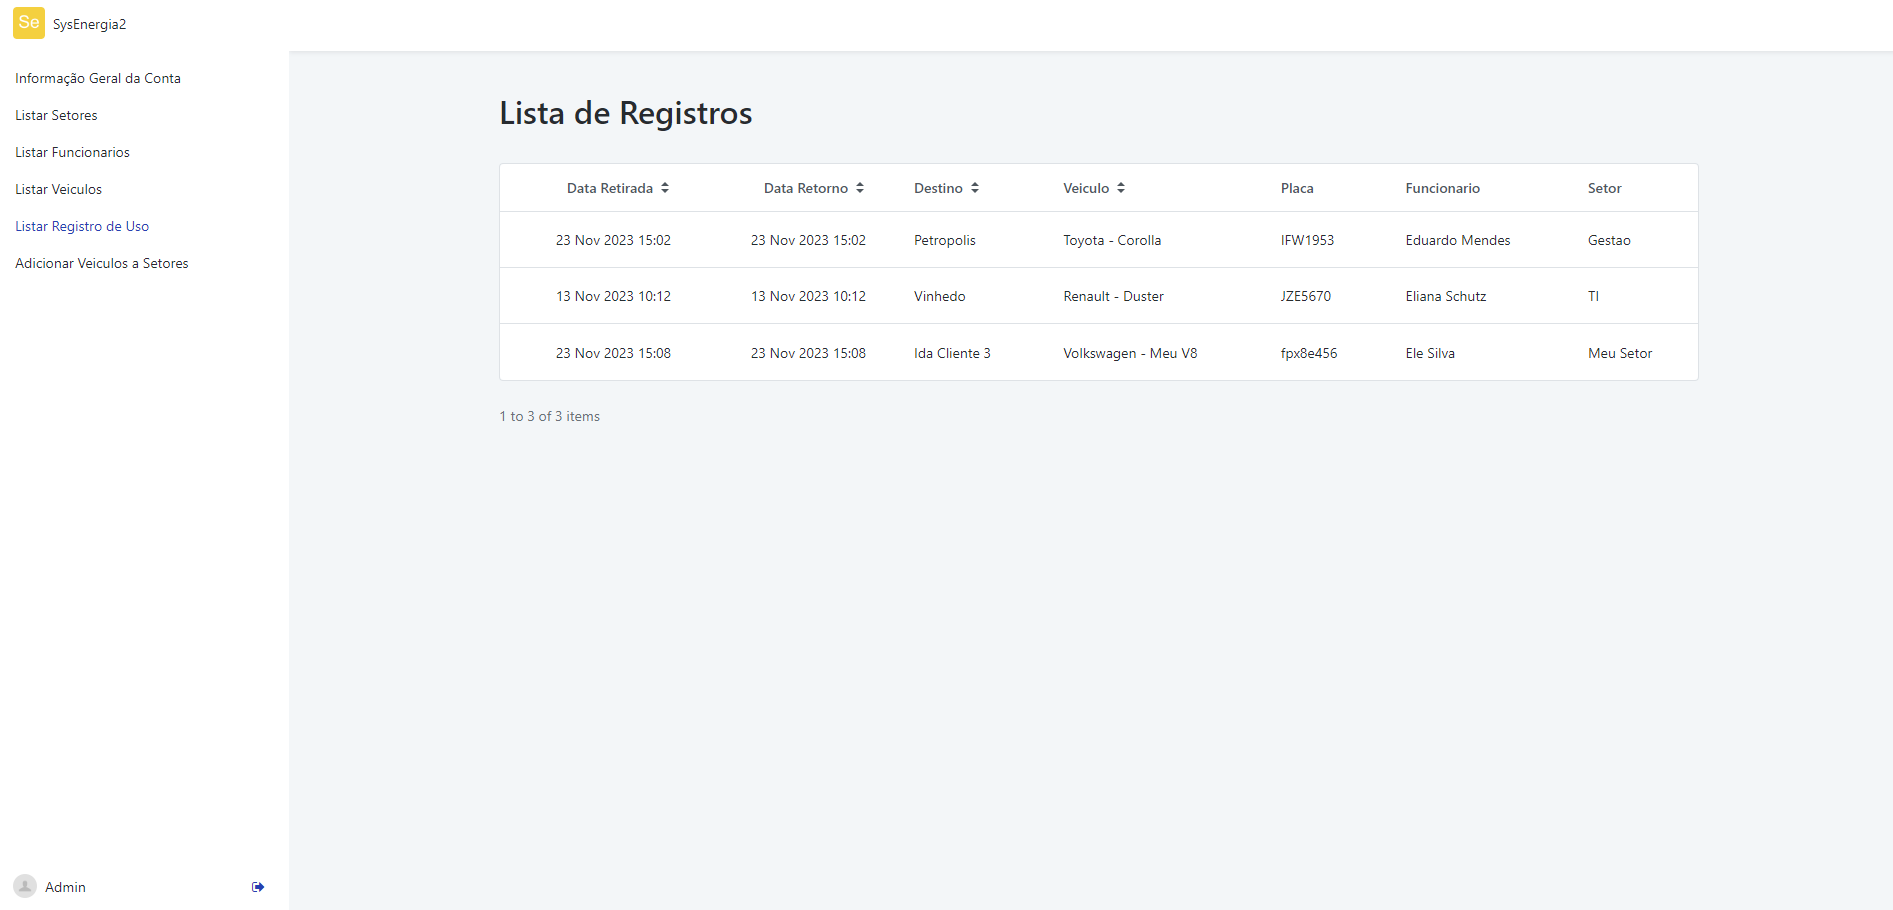 Se SysEnergia2
Informação Geral da Conta
Listar Setores
Listar Funcionarios
Listar Veiculos
Listar Registro de Uso
Adicionar Veiculos a Setores
Admin
Lista de Registros
Data Retirada Data Retorno Destino Veiculo Placa Funcionario Setor
23 Nov 2023 15:02 23 Nov 2023 15:02 Petropolis Toyota - Corolla IFW1953 Eduardo Mendes Gestao
13 Nov 2023 10:12 13 Nov 2023 10:12 Vinhedo Renault - Duster JZE5670 Eliana Schutz TI
23 Nov 2023 15:08 23 Nov 2023 15:08 Ida Cliente 3 Volkswagen - Meu V8 fpx8e456 Ele Silva Meu Setor
1 to 3 of 3 items